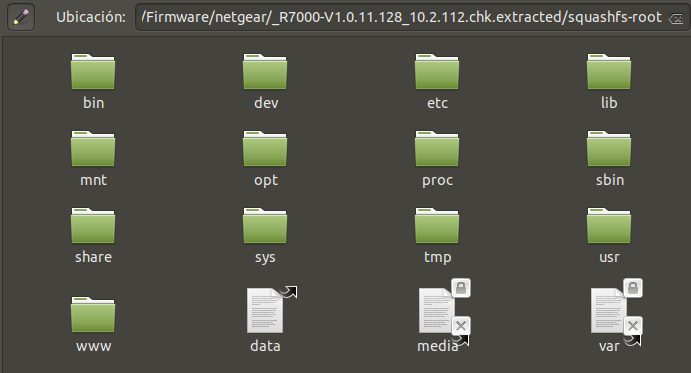 Ubicación: /Firmware/netgear/_R7000-V1.0.11.128_10.2.112.chk.extracted/squashfs-root
bin dev etc lib
mnt opt proc sbin
share sys tmp usr
www data media var